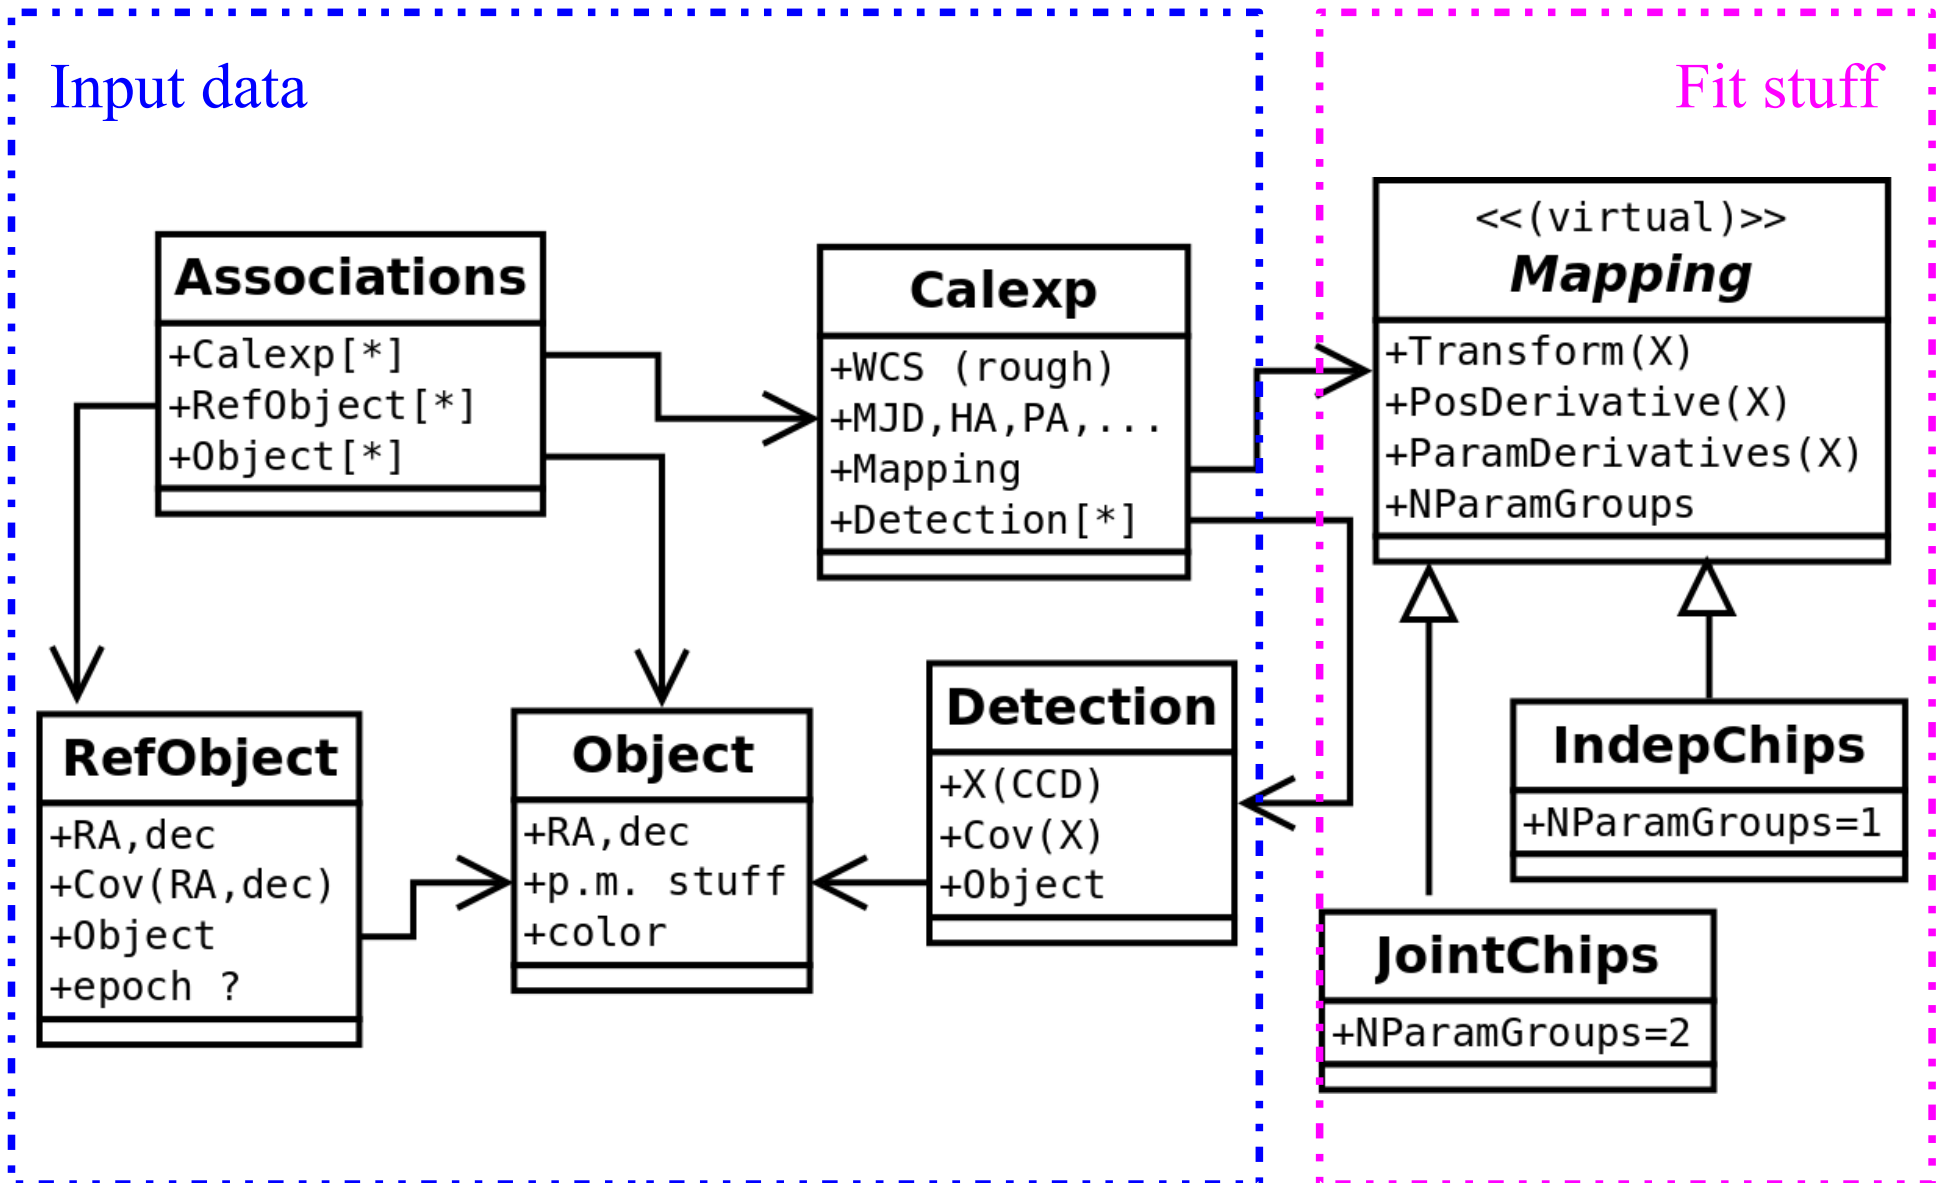 Input data
Fit stuff
Associations
+Calexp[*]
+RefObject[*]
+Object[*]
Calexp
+WCS (rough)
+MJD,HA,PA,...
+Mapping
+Detection[*]
<<(virtual)>>
Mapping
+Transform(X)
+PosDerivative(X)
+ParamDerivatives(X)
+NParamGroups
RefObject
+RA,dec
+Cov(RA,dec)
+Object
+epoch ?
Object
+RA,dec
+p.m. stuff
+color
Detection
+X(CCD)
+Cov(X)
+Object
IndepChips
+NParamGroups=1
JointChips
+NParamGroups=2